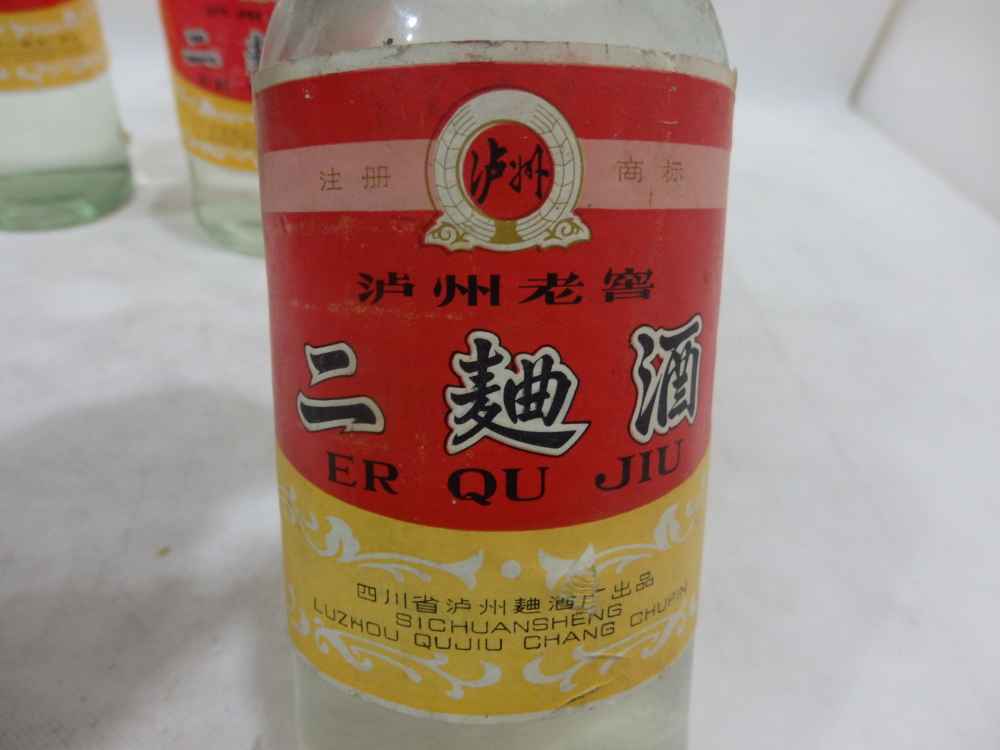 泸州
注册 商标
泸州老窖
二麯酒
ER QU JIU
四川省泸州麯酒厂出品
SICHUANSHENG
LUZHOU QUJIU CHANG CHUPIN
二